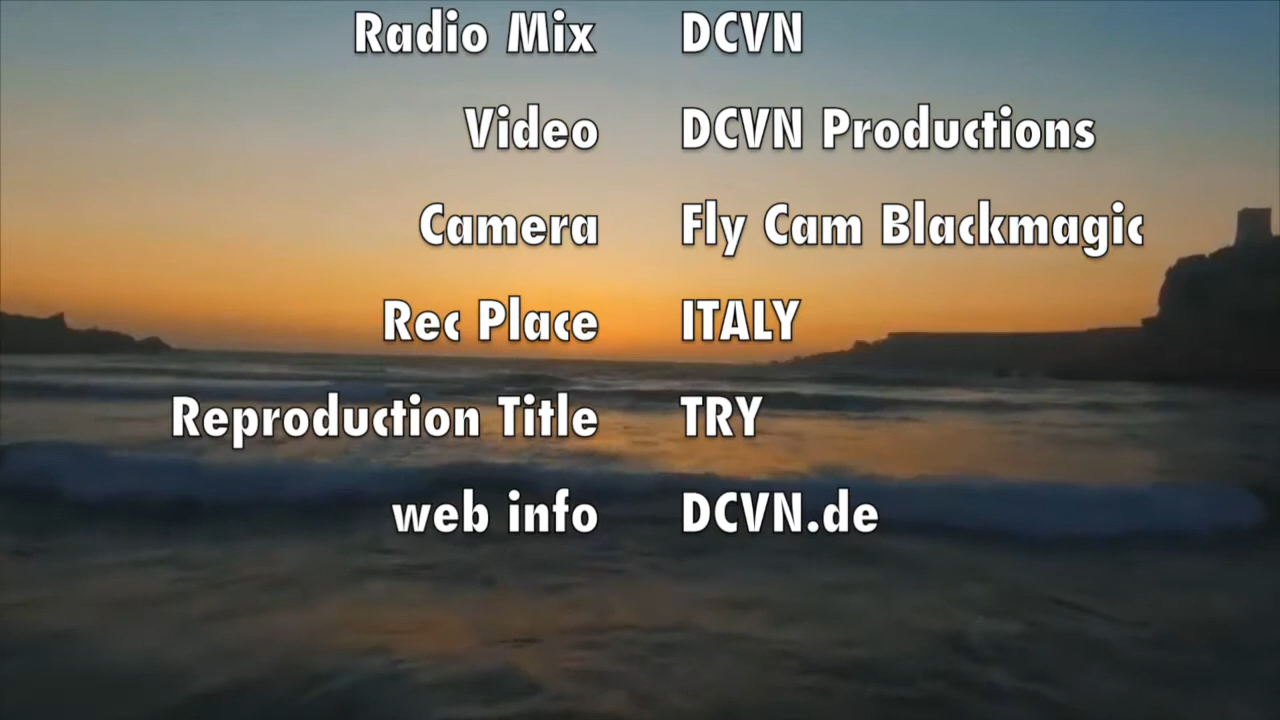 Radio Mix DCVN
Video DCVN Productions
Camera Fly Cam Blackmagic
Rec Place ITALY
Reproduction Title TRY
web info DCVN.de